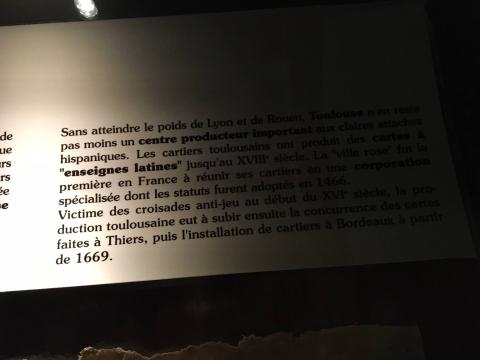 Sans atteindre le poids de Lyon et de Rouen, Toulouse n'en reste
pas moins un centre producteur important aux claires attaches
hispaniques. Les cartiers toulousains ont produit des cartes à
"enseignes latines" jusqu'au XVIIIe siècle. La "ville rose" fut la
première en France à réunir ses cartiers en une corporation
spécialisée dont les statuts furent adoptés en 1466.
Victime des croisades anti-jeu au début du XVIe siècle, la pro-
duction toulousaine eut à subir ensuite la concurrence des cartes
faites à Thiers, puis l'installation de cartiers à Bordeaux à partir
de 1669.